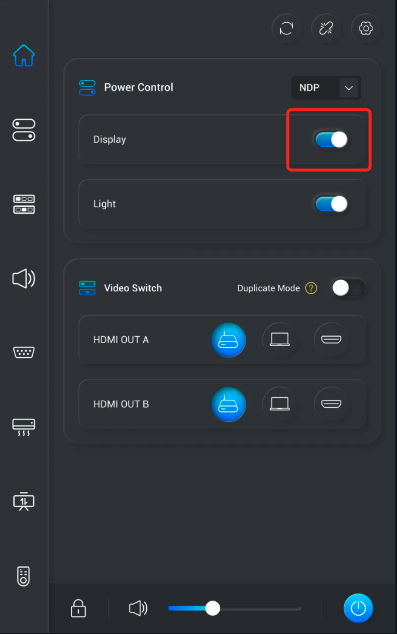 Power Control
NDP
Display
Light
Video Switch
Duplicate Mode ?
HDMI OUT A
HDMI OUT B